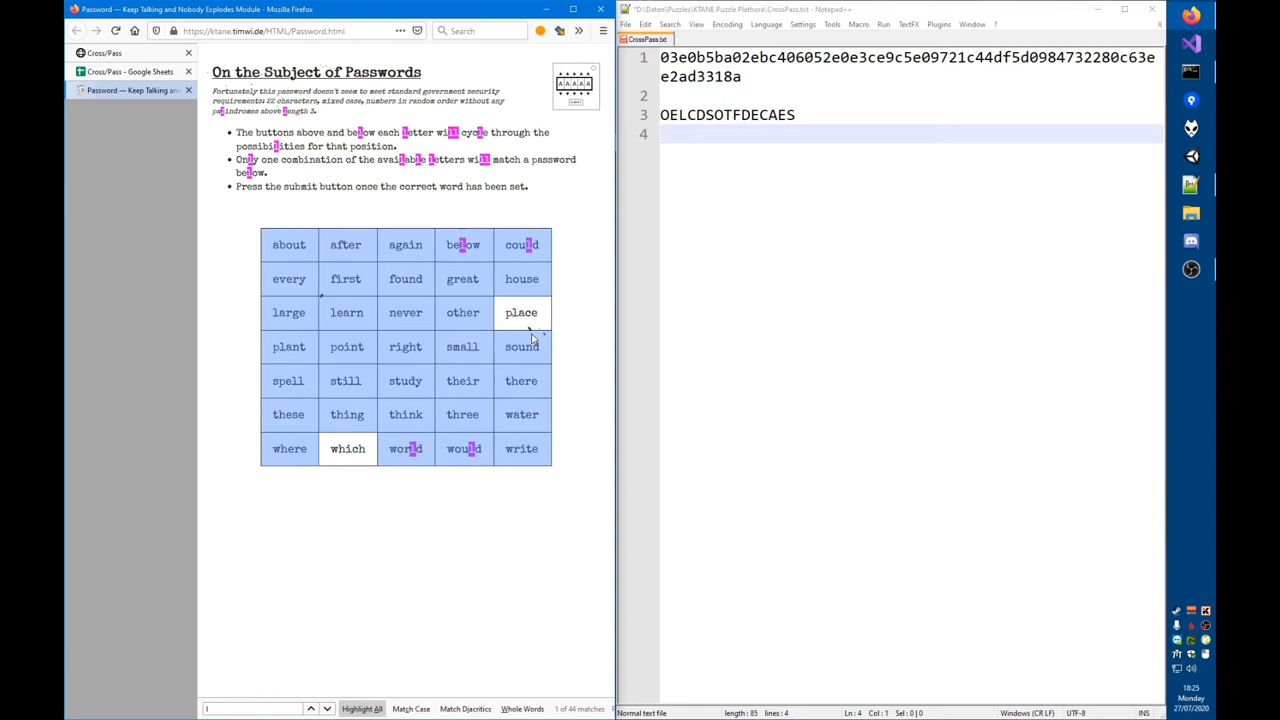 Password — Keep Talking and Nobody Explodes Module - Mozilla Firefox
https://ktane.timwi.de/HTML/Password.html
Search
Cross/Pass
Cross/Pass - Google Sheets
Password — Keep Talking and
On the Subject of Passwords
Fortunately this password doesn't seem to meet standard government security
requirements: 22 characters, mixed case, numbers in random order without any
palindromes above length 3.
AAAAA
The buttons above and below each letter will cycle through the
possibilities for that position.
Only one combination of the available letters will match a password
below.
Press the submit button once the correct word has been set.
about after again below could
every first found great house
large learn never other place
plant point right small sound
spell still study their there
these thing think three water
where which world would write
l
Highlight All Match Case Match Diacritics Whole Words 1 of 44 matches
*D:\Daten\Puzzles\KTANE Puzzle Plethora\CrossPass.txt - Notepad++
File Edit Search View Encoding Language Settings Tools Macro Run TextFX Plugins Window ?
X
CrossPass.txt
1 03e0b5ba02ebc406052e0e3ce9c5e09721c44df5d0984732280c63e
e2ad3318a
2
3 OELCDSOTFDECAES
4
Normal text file length: 85 lines: 4 Ln: 4 Col: 1 Sel: 0 | 0 Windows (CR LF) UTF-8 INS
18:25
Monday
27/07/2020